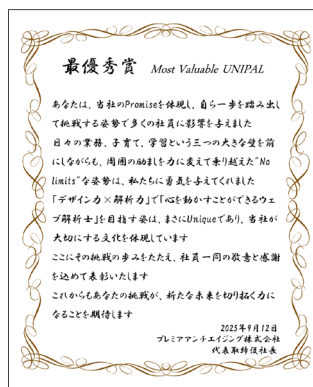 最優秀賞 Most Valuable UNIPAL
あなたは、当社のPromiseを体現し、自ら一歩を踏み出し
て挑戦する姿勢で多くの社員に影響を与えました
日々の業務、子育て、学習という三つの大きな壁を前
にしながらも、周囲の励ましを力に変えて乗り越えた"No
limits"な姿勢は、私たちに勇気を与えてくれました
「デザイン力×解析力」で「心を動かすことができるウェ
ブ解析士」を目指す姿は、まさにUniqueであり、当社が
大切にする文化を体現しています
ここにその挑戦の歩みをたたえ、社員一同の敬意と感謝
を込めて表彰いたします
これからもあなたの挑戦が、新たな未来を切り拓く力に
なることを期待します
2025年9月12日
プレミアアンチエイジング株式会社
代表取締役社長